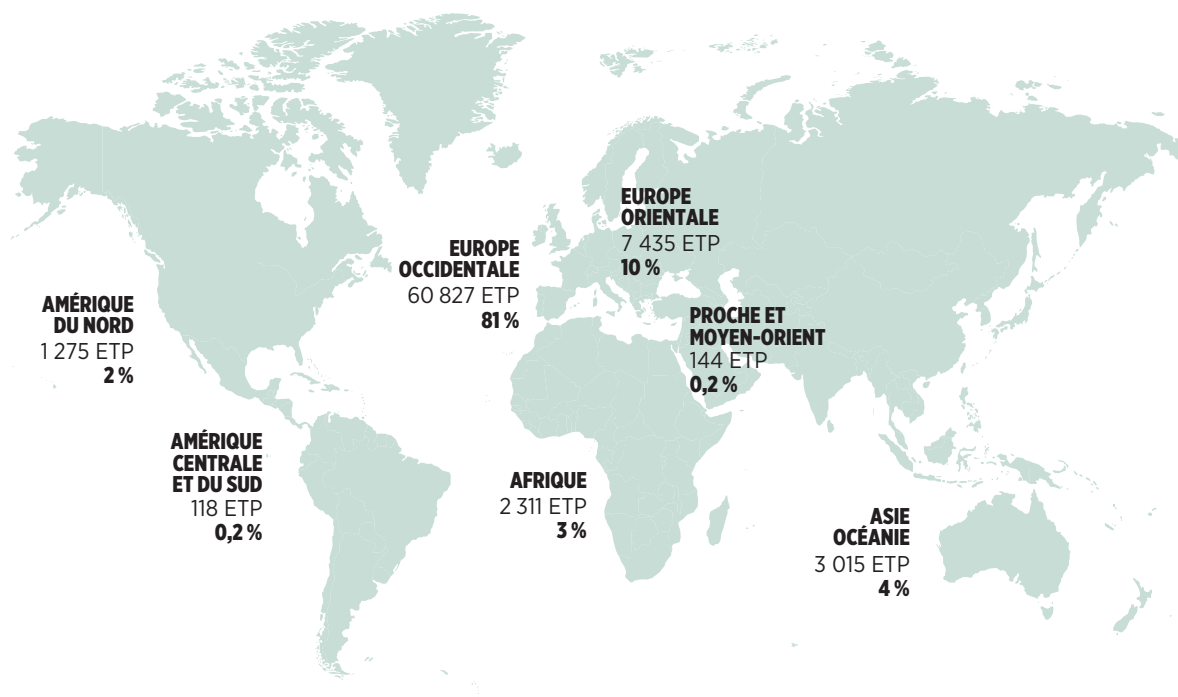 EUROPE
ORIENTALE
7 435 ETP
10 %
EUROPE
OCCIDENTALE
60 827 ETP
81 %
AMÉRIQUE
DU NORD
1 275 ETP
2 %
PROCHE ET
MOYEN-ORIENT
144 ETP
0,2 %
AMÉRIQUE
CENTRALE
ET DU SUD
118 ETP
0,2 %
AFRIQUE
2 311 ETP
3 %
ASIE
OCÉANIE
3 015 ETP
4 %